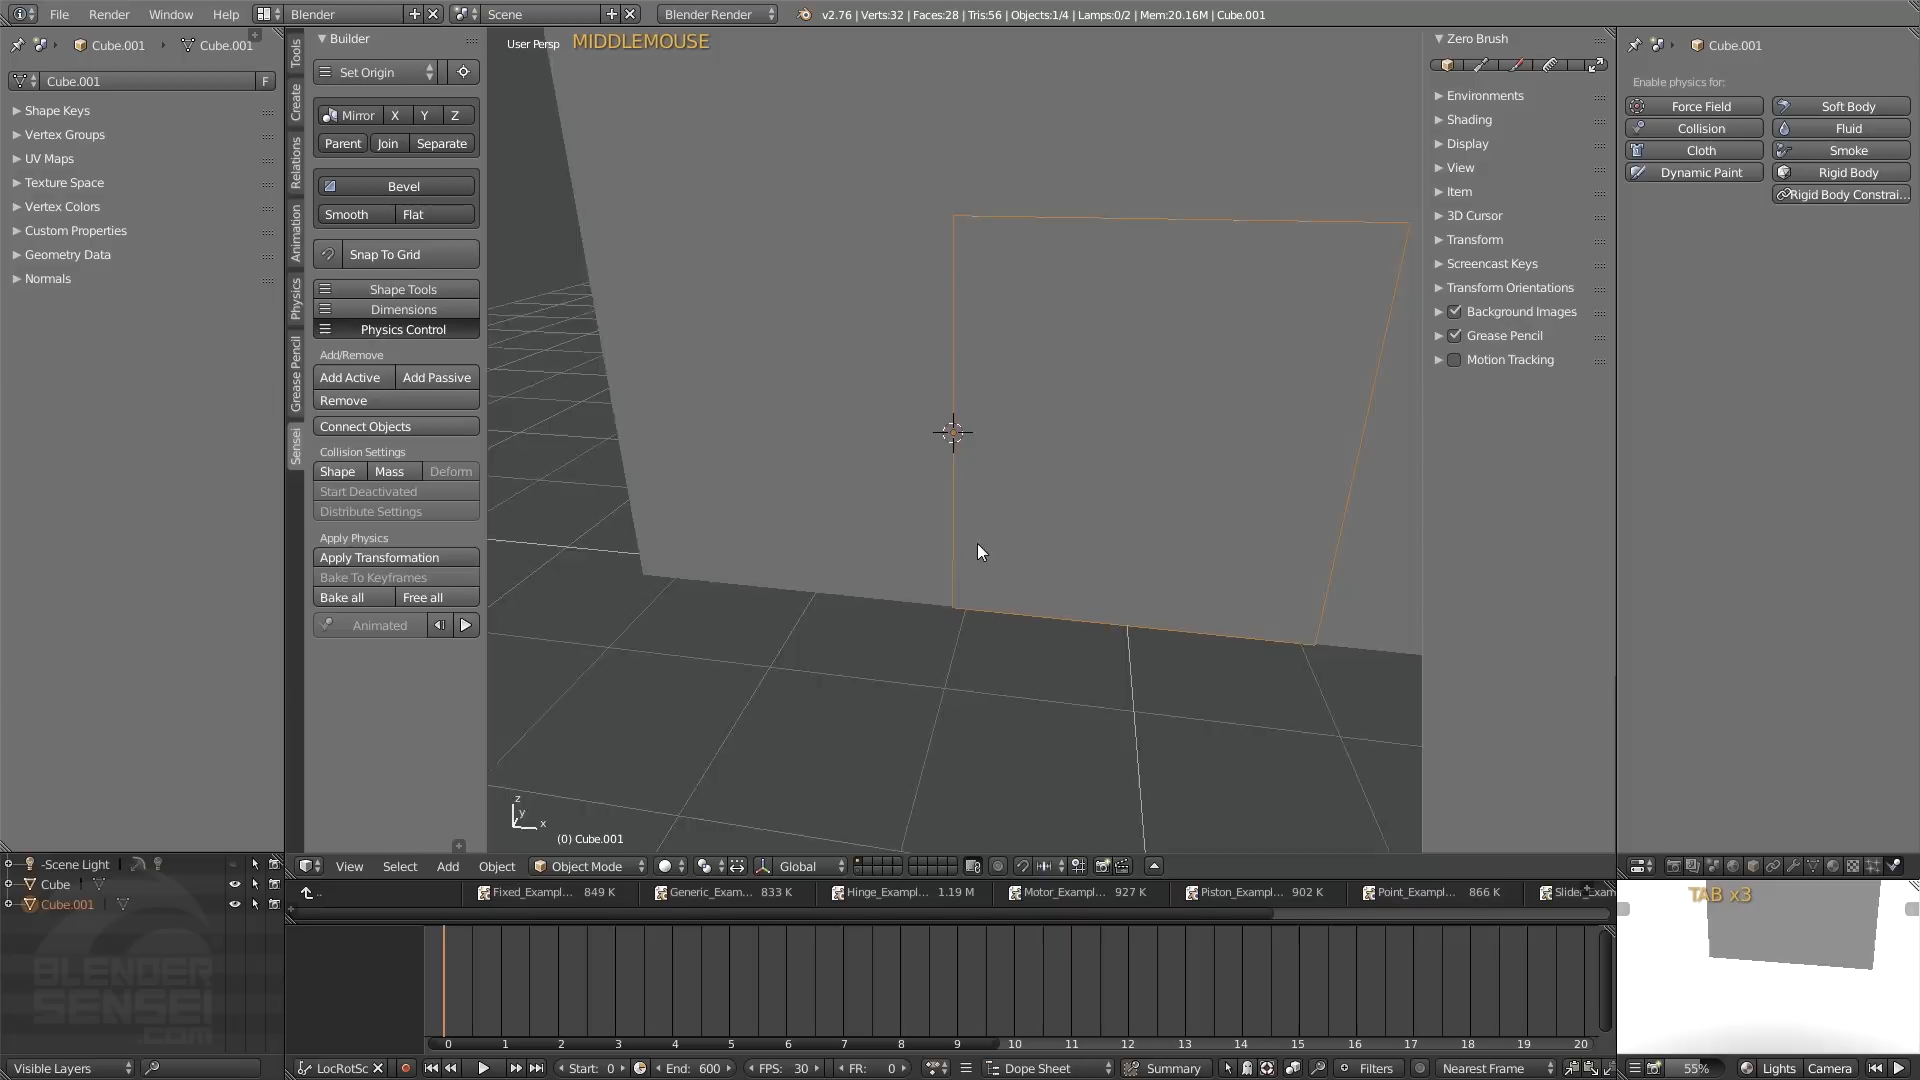 File Render Window Help Blender Scene Blender Render v2.76 | Verts:32 | Faces:28 | Tris:56 | Objects:1/4 | Lamps:0/2 | Mem:20.16M | Cube.001
Cube.001 Cube.001
Cube.001 F
Shape Keys
Vertex Groups
UV Maps
Texture Space
Vertex Colors
Custom Properties
Geometry Data
Normals
Tools
Create
Relations
Animation
Physics
Grease Pencil
Sensei
Builder
Set Origin
Mirror X Y Z
Parent Join Separate
Bevel
Smooth Flat
Snap To Grid
Shape Tools
Dimensions
Physics Control
Add/Remove
Add Active Add Passive
Remove
Connect Objects
Collision Settings
Shape Mass Deform
Start Deactivated
Distribute Settings
Apply Physics
Apply Transformation
Bake To Keyframes
Bake all Free all
Animated
User Persp MIDDLEMOUSE
z
y
x
(0) Cube.001
Zero Brush
Environments
Shading
Display
View
Item
3D Cursor
Transform
Screencast Keys
Transform Orientations
Background Images
Grease Pencil
Motion Tracking
Cube.001
Enable physics for:
Force Field Soft Body
Collision Fluid
Cloth Smoke
Dynamic Paint Rigid Body
Rigid Body Constrai...
View Select Add Object Object Mode Global
-Scene Light
Cube
Cube.001
BLENDER
SENSEI
.COM
.. Fixed_Exampl... 849 K Generic_Exam... 833 K Hinge_Exampl... 1.19 M Motor_Exampl... 927 K Piston_Exampl... 902 K Point_Exampl... 866 K
TAB x3
0 1 2 3 4 5 6 7 8 9 10 11 12 13 14 15 16 17 18 19 20
Visible Layers LocRotSc Start: 0 End: 600 FPS: 30 FR: 0 Dope Sheet Summary Filters Nearest Frame 55% Lights Camera